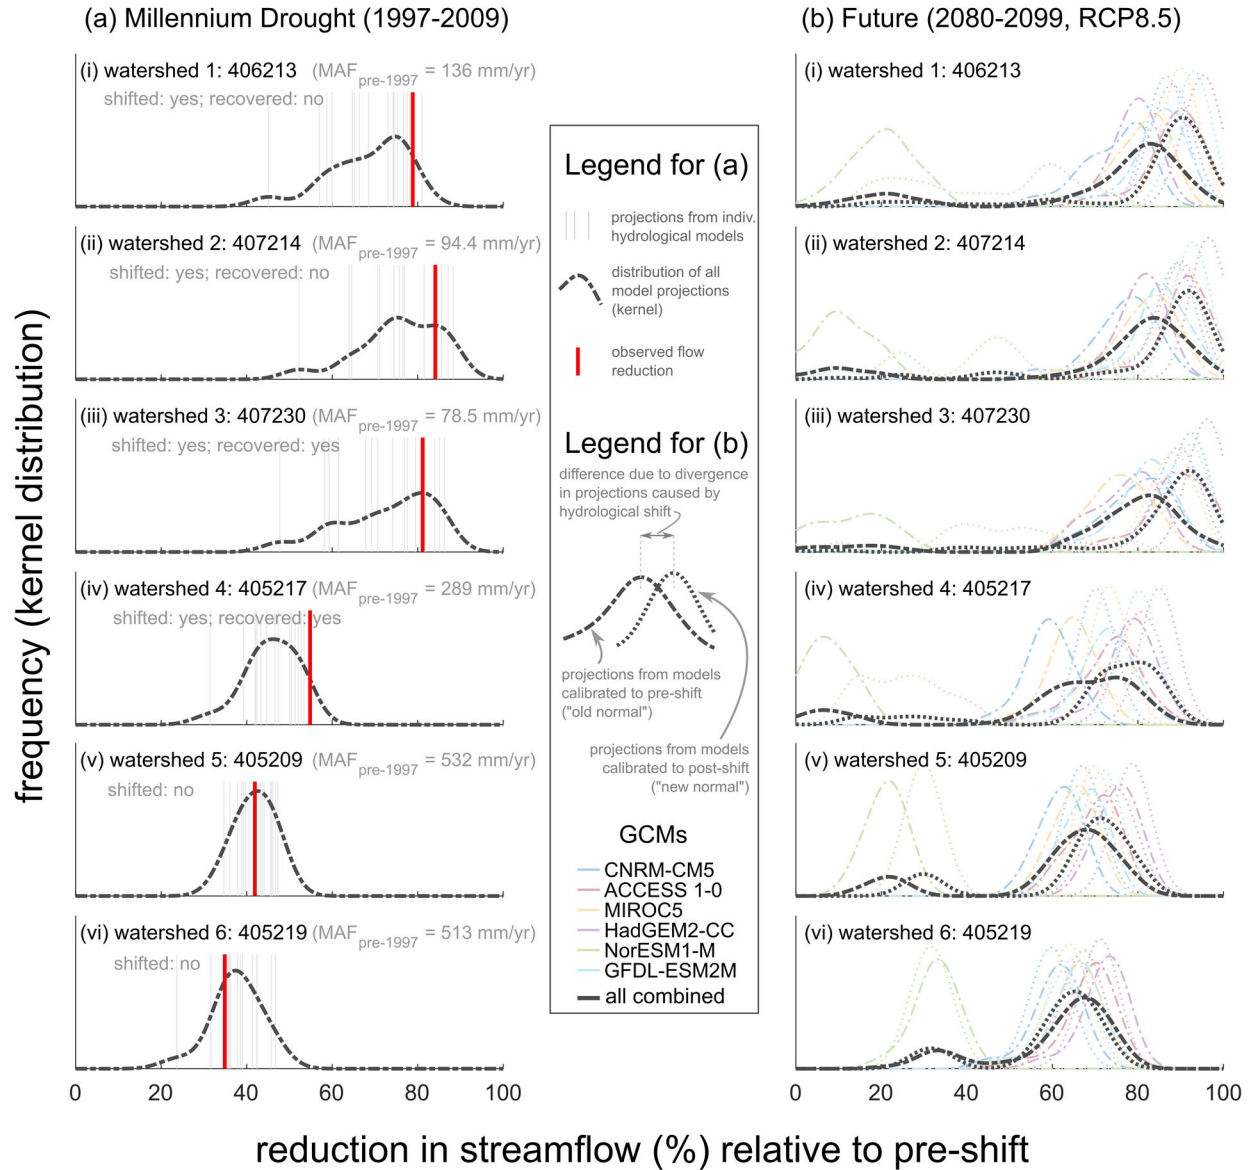 (a) Millennium Drought (1997-2009)
(i) watershed 1: 406213 (MAFpre-1997 = 136 mm/yr)
shifted: yes; recovered: no
(ii) watershed 2: 407214 (MAFpre-1997 = 94.4 mm/yr)
shifted: yes; recovered: no
(iii) watershed 3: 407230 (MAFpre-1997 = 78.5 mm/yr)
shifted: yes; recovered: yes
(iv) watershed 4: 405217 (MAFpre-1997 = 289 mm/yr)
shifted: yes; recovered: yes
(v) watershed 5: 405209 (MAFpre-1997 = 532 mm/yr)
shifted: no
(vi) watershed 6: 405219 (MAFpre-1997 = 513 mm/yr)
shifted: no
0 20 40 60 80 100
frequency (kernel distribution)
Legend for (a)
projections from indiv.
hydrological models
distribution of all
model projections
(kernel)
observed flow
reduction
Legend for (b)
difference due to divergence
in projections caused by
hydrological shift
projections from models
calibrated to pre-shift
("old normal")
projections from models
calibrated to post-shift
("new normal")
GCMs
CNRM-CM5
ACCESS 1-0
MIROC5
HadGEM2-CC
NorESM1-M
GFDL-ESM2M
all combined
(b) Future (2080-2099, RCP8.5)
(i) watershed 1: 406213
(ii) watershed 2: 407214
(iii) watershed 3: 407230
(iv) watershed 4: 405217
(v) watershed 5: 405209
(vi) watershed 6: 405219
0 20 40 60 80 100
reduction in streamflow (%) relative to pre-shift